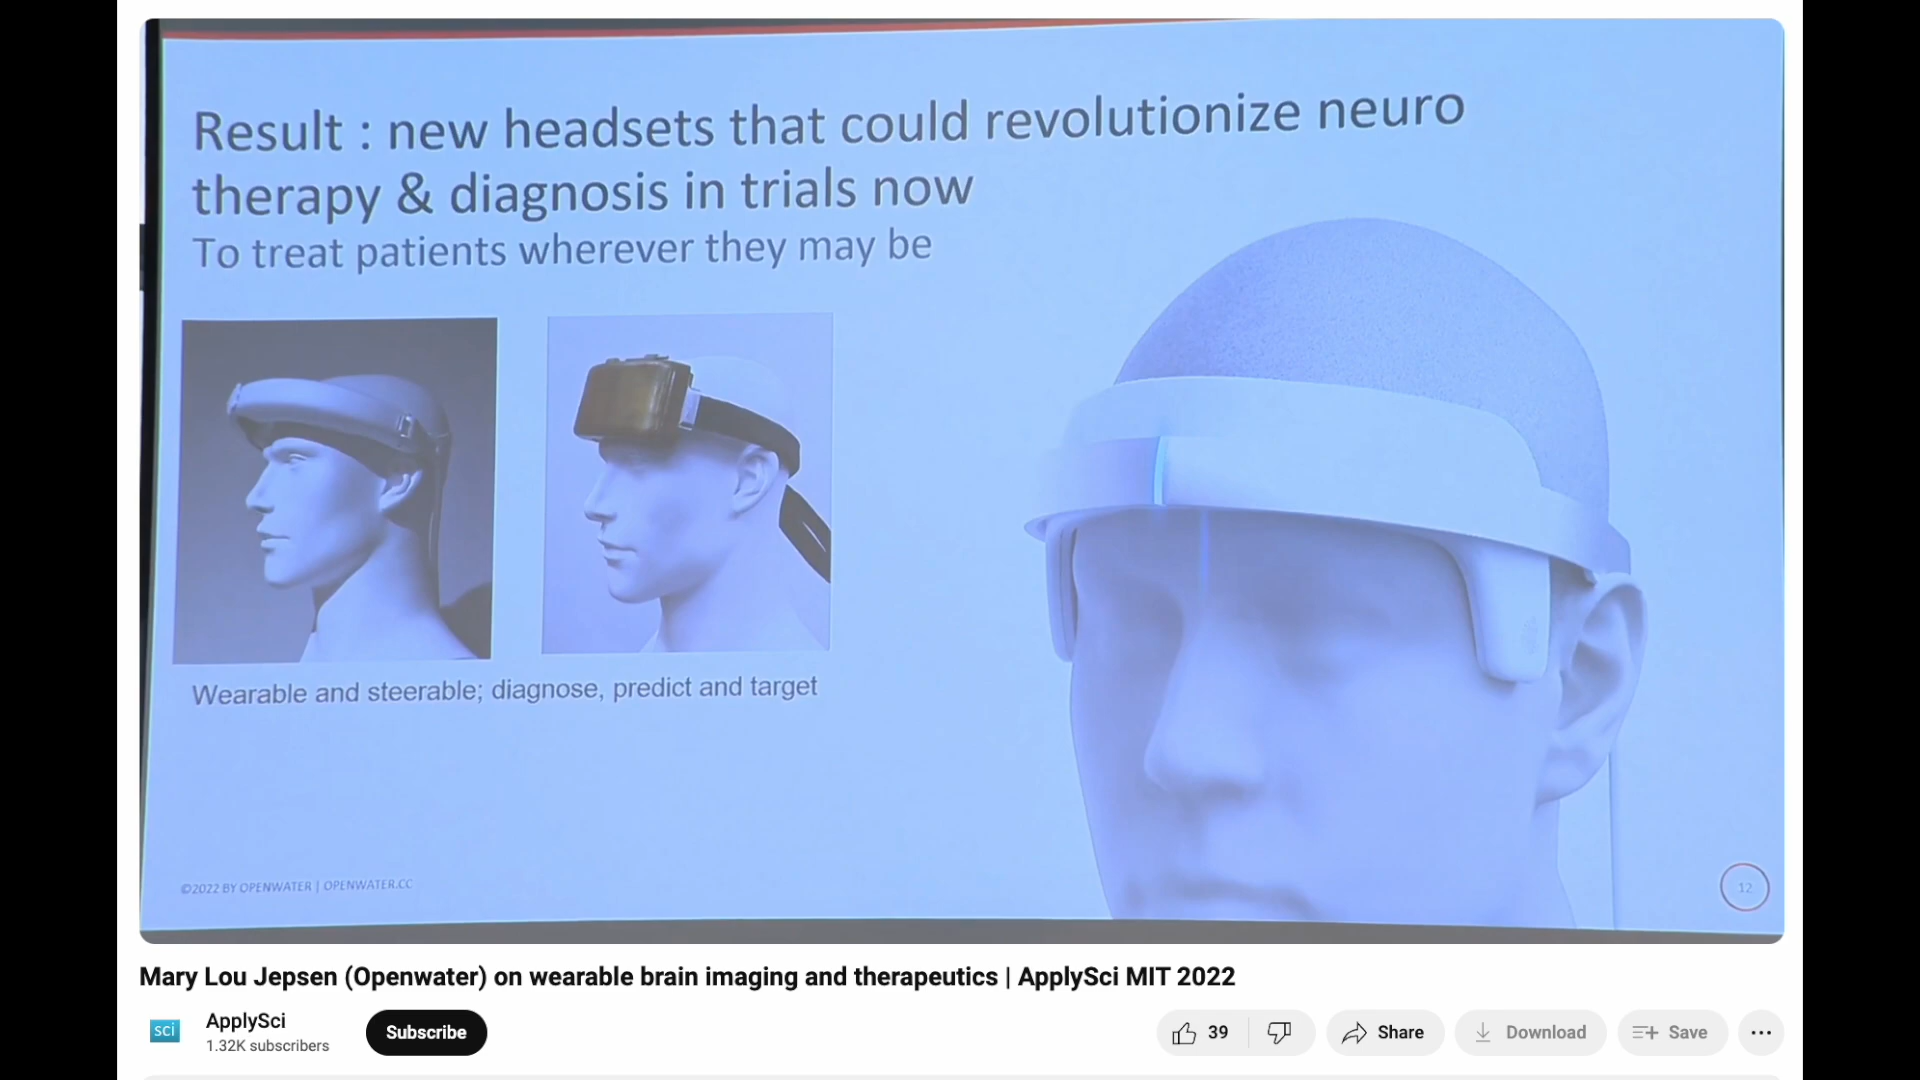 Result : new headsets that could revolutionize neuro
therapy & diagnosis in trials now
To treat patients wherever they may be
Wearable and steerable; diagnose, predict and target
©2022 BY OPENWATER | OPENWATER.CC
12
Mary Lou Jepsen (Openwater) on wearable brain imaging and therapeutics | ApplySci MIT 2022
sci
ApplySci
1.32K subscribers
Subscribe
39
Share
Download
Save